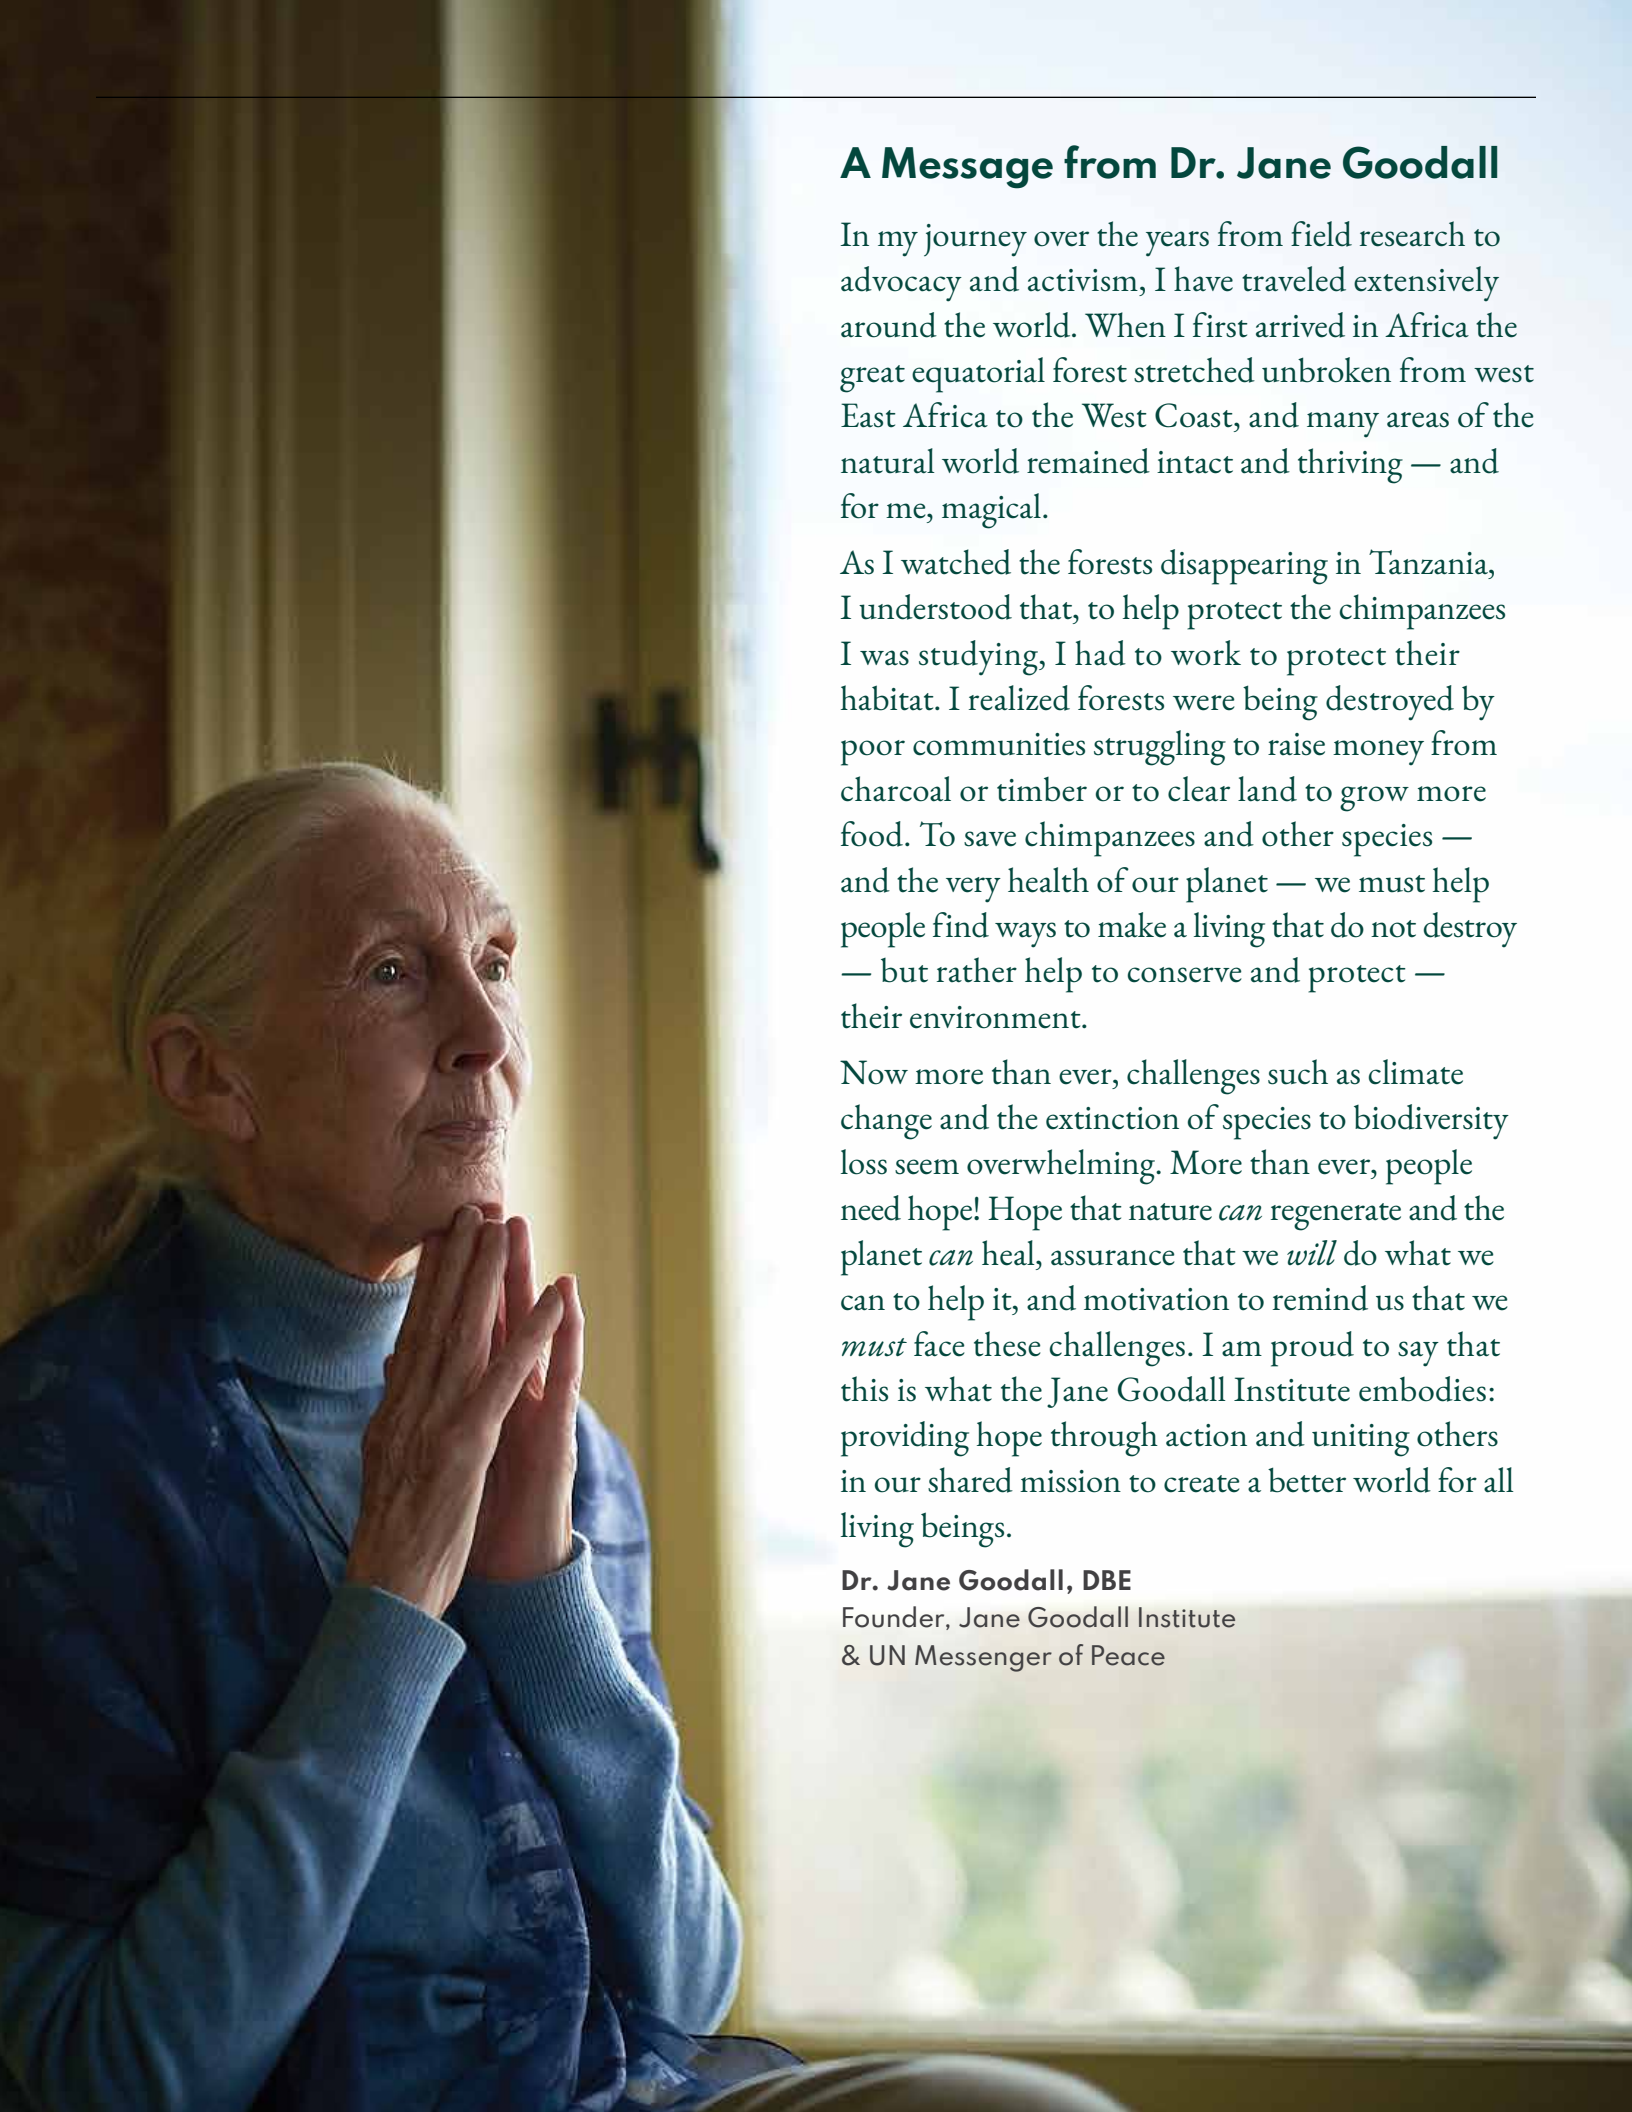 A Message from Dr. Jane Goodall
In my journey over the years from field research to
advocacy and activism, I have traveled extensively
around the world. When I first arrived in Africa the
great equatorial forest stretched unbroken from west
East Africa to the West Coast, and many areas of the
natural world remained intact and thriving — and
for me, magical.
As I watched the forests disappearing in Tanzania,
I understood that, to help protect the chimpanzees
I was studying, I had to work to protect their
habitat. I realized forests were being destroyed by
poor communities struggling to raise money from
charcoal or timber or to clear land to grow more
food. To save chimpanzees and other species —
and the very health of our planet — we must help
people find ways to make a living that do not destroy
— but rather help to conserve and protect —
their environment.
Now more than ever, challenges such as climate
change and the extinction of species to biodiversity
loss seem overwhelming. More than ever, people
need hope! Hope that nature can regenerate and the
planet can heal, assurance that we will do what we
can to help it, and motivation to remind us that we
must face these challenges. I am proud to say that
this is what the Jane Goodall Institute embodies:
providing hope through action and uniting others
in our shared mission to create a better world for all
living beings.
Dr. Jane Goodall, DBE
Founder, Jane Goodall Institute
& UN Messenger of Peace